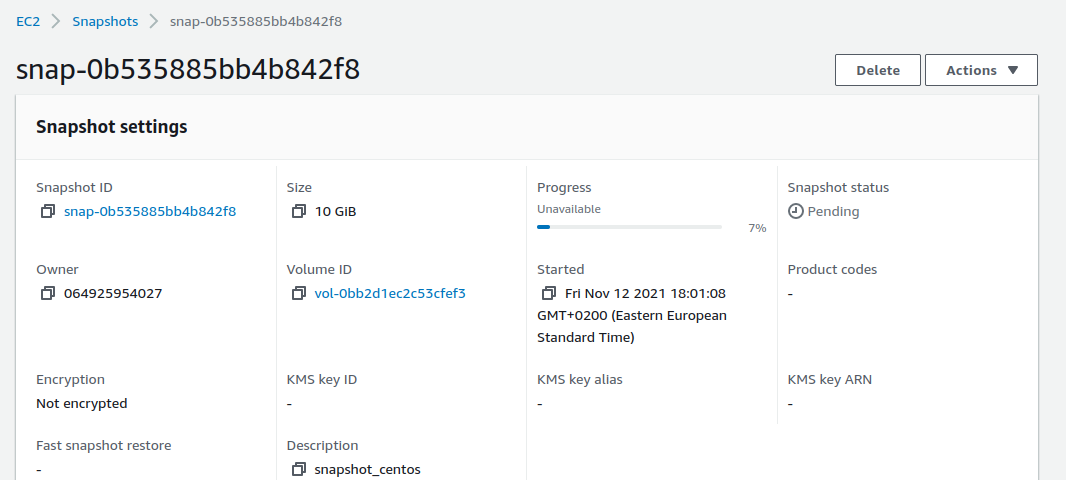 EC2 > Snapshots > snap-0b535885bb4b842f8
snap-0b535885bb4b842f8
Delete
Actions ▼
Snapshot settings
Snapshot ID
snap-0b535885bb4b842f8
Size
10 GiB
Progress
Unavailable
7%
Snapshot status
Pending
Owner
064925954027
Volume ID
vol-0bb2d1ec2c53cfef3
Started
Fri Nov 12 2021 18:01:08
GMT+0200 (Eastern European
Standard Time)
Product codes
-
Encryption
Not encrypted
KMS key ID
-
KMS key alias
-
KMS key ARN
-
Fast snapshot restore
-
Description
snapshot_centos